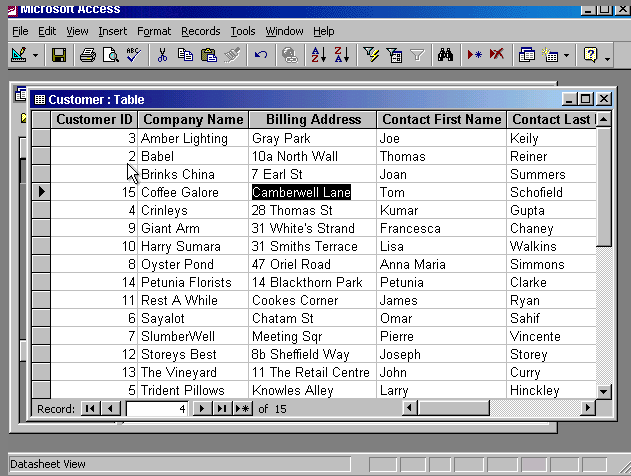 Microsoft Access
File Edit View Insert Format Records Tools Window Help
Customer : Table
Customer ID Company Name Billing Address Contact First Name Contact Last
3 Amber Lighting Gray Park Joe Keily
2 Babel 10a North Wall Thomas Reiner
Brinks China 7 Earl St Joan Summers
15 Coffee Galore Camberwell Lane Tom Schofield
4 Crinleys 28 Thomas St Kumar Gupta
9 Giant Arm 31 White's Strand Francesca Chaney
10 Harry Sumara 31 Smiths Terrace Lisa Walkins
8 Oyster Pond 47 Oriel Road Anna Maria Simmons
14 Petunia Florists 14 Blackthorn Park Petunia Clarke
11 Rest A While Cookes Corner James Ryan
6 Sayalot Chatam St Omar Sahif
7 SlumberWell Meeting Sqr Pierre Vincente
12 Storeys Best 8b Sheffield Way Joseph Storey
13 The Vineyard 11 The Retail Centre John Curry
5 Trident Pillows Knowles Alley Larry Hinckley
Record: 4 of 15
Datasheet View